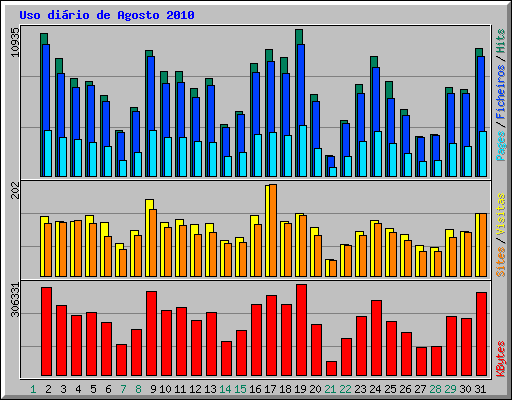 Uso diário de Agosto 2010
10935
Pages / Ficheiros / Hits
202
Sites / Visitas
306331
KBytes
1 2 3 4 5 6 7 8 9 10 11 12 13 14 15 16 17 18 19 20 21 22 23 24 25 26 27 28 29 30 31